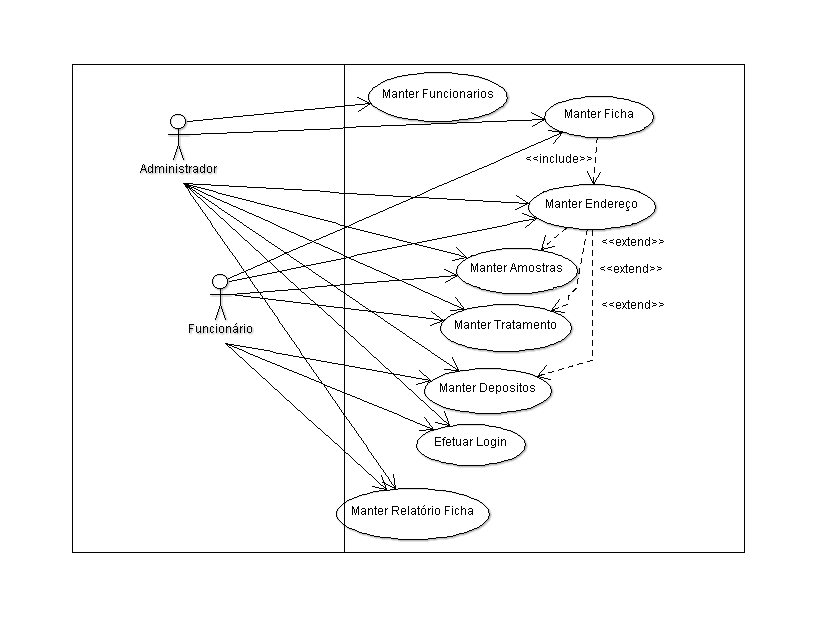 Manter Funcionarios
Manter Ficha
<<include>>
Administrador
Manter Endereço
<<extend>>
Manter Amostras
<<extend>>
Funcionário
Manter Tratamento
<<extend>>
Manter Depositos
Efetuar Login
Manter Relatório Ficha